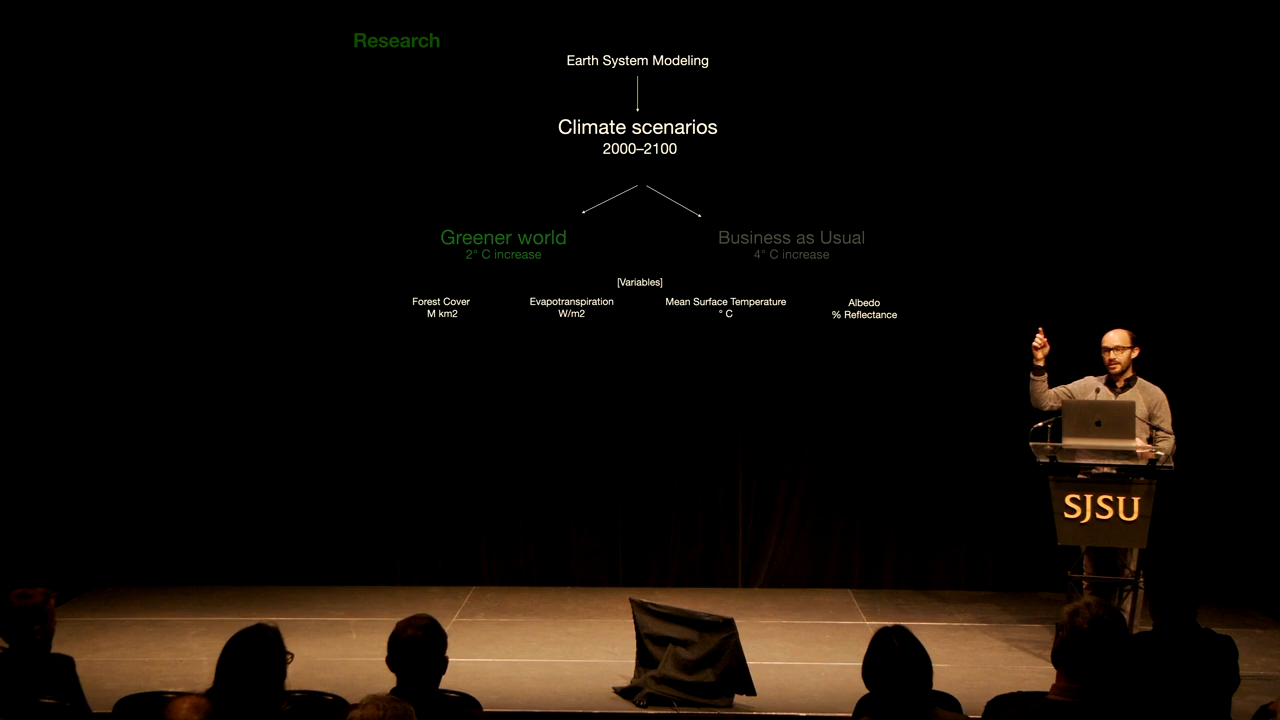 Research
Earth System Modeling
Climate scenarios
2000–2100
Greener world
2° C increase
Business as Usual
4° C increase
[Variables]
Forest Cover
M km2
Evapotranspiration
W/m2
Mean Surface Temperature
° C
Albedo
% Reflectance
SJSU